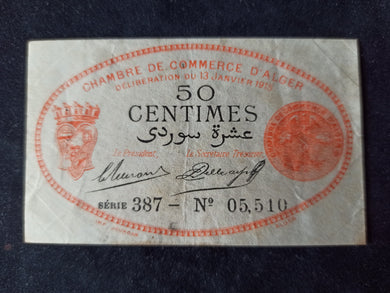 CHAMBRE DE COMMERCE D'ALGER
DÉLIBÉRATION DU 13 JANVIER 1915
50
CENTIMES
عشرة سوردي
Le Président,
Le Secrétaire Trésorier,
SÉRIE 387 - Nº 05,510